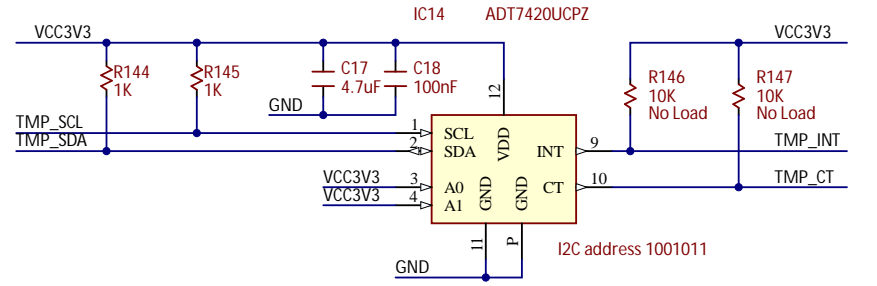 IC14 ADT7420UCPZ
VCC3V3 VCC3V3
R144 1K
R145 1K
C17 4.7uF
C18 100nF
R146 10K No Load
R147 10K No Load
GND
12
TMP_SCL 1 SCL
TMP_SDA 2 SDA
VDD
INT 9 TMP_INT
VCC3V3 3 A0
VCC3V3 4 A1
GND GND
CT 10 TMP_CT
11 P
I2C address 1001011
GND